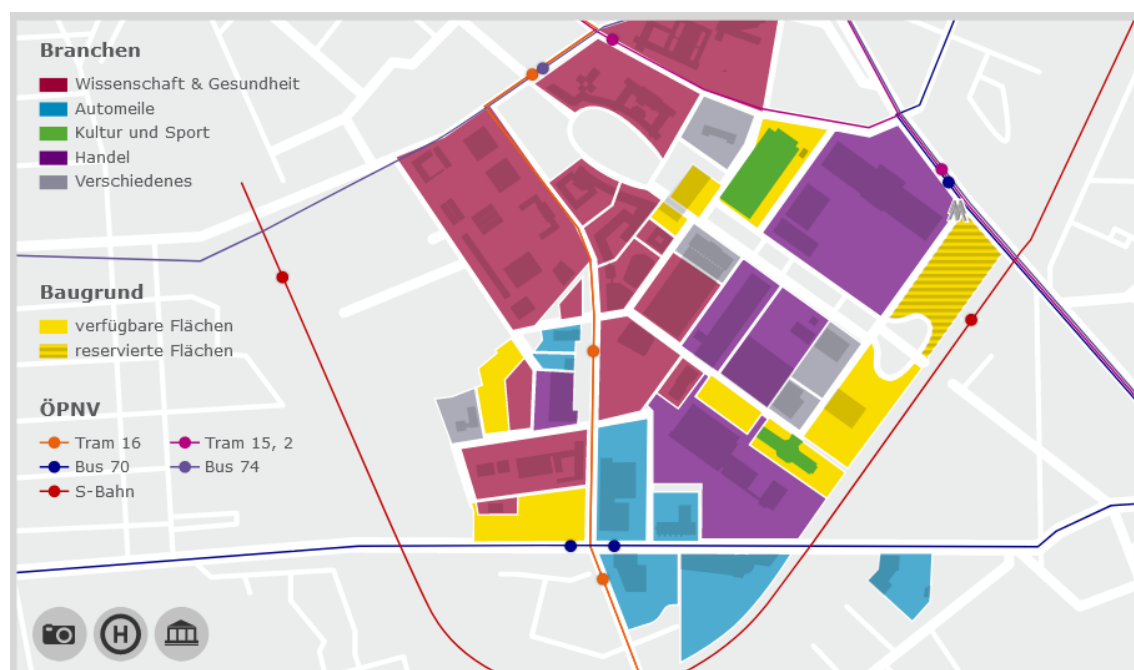 Branchen
Wissenschaft & Gesundheit
Automeile
Kultur und Sport
Handel
Verschiedenes
Baugrund
verfügbare Flächen
reservierte Flächen
ÖPNV
Tram 16
Tram 15, 2
Bus 70
Bus 74
S-Bahn
H